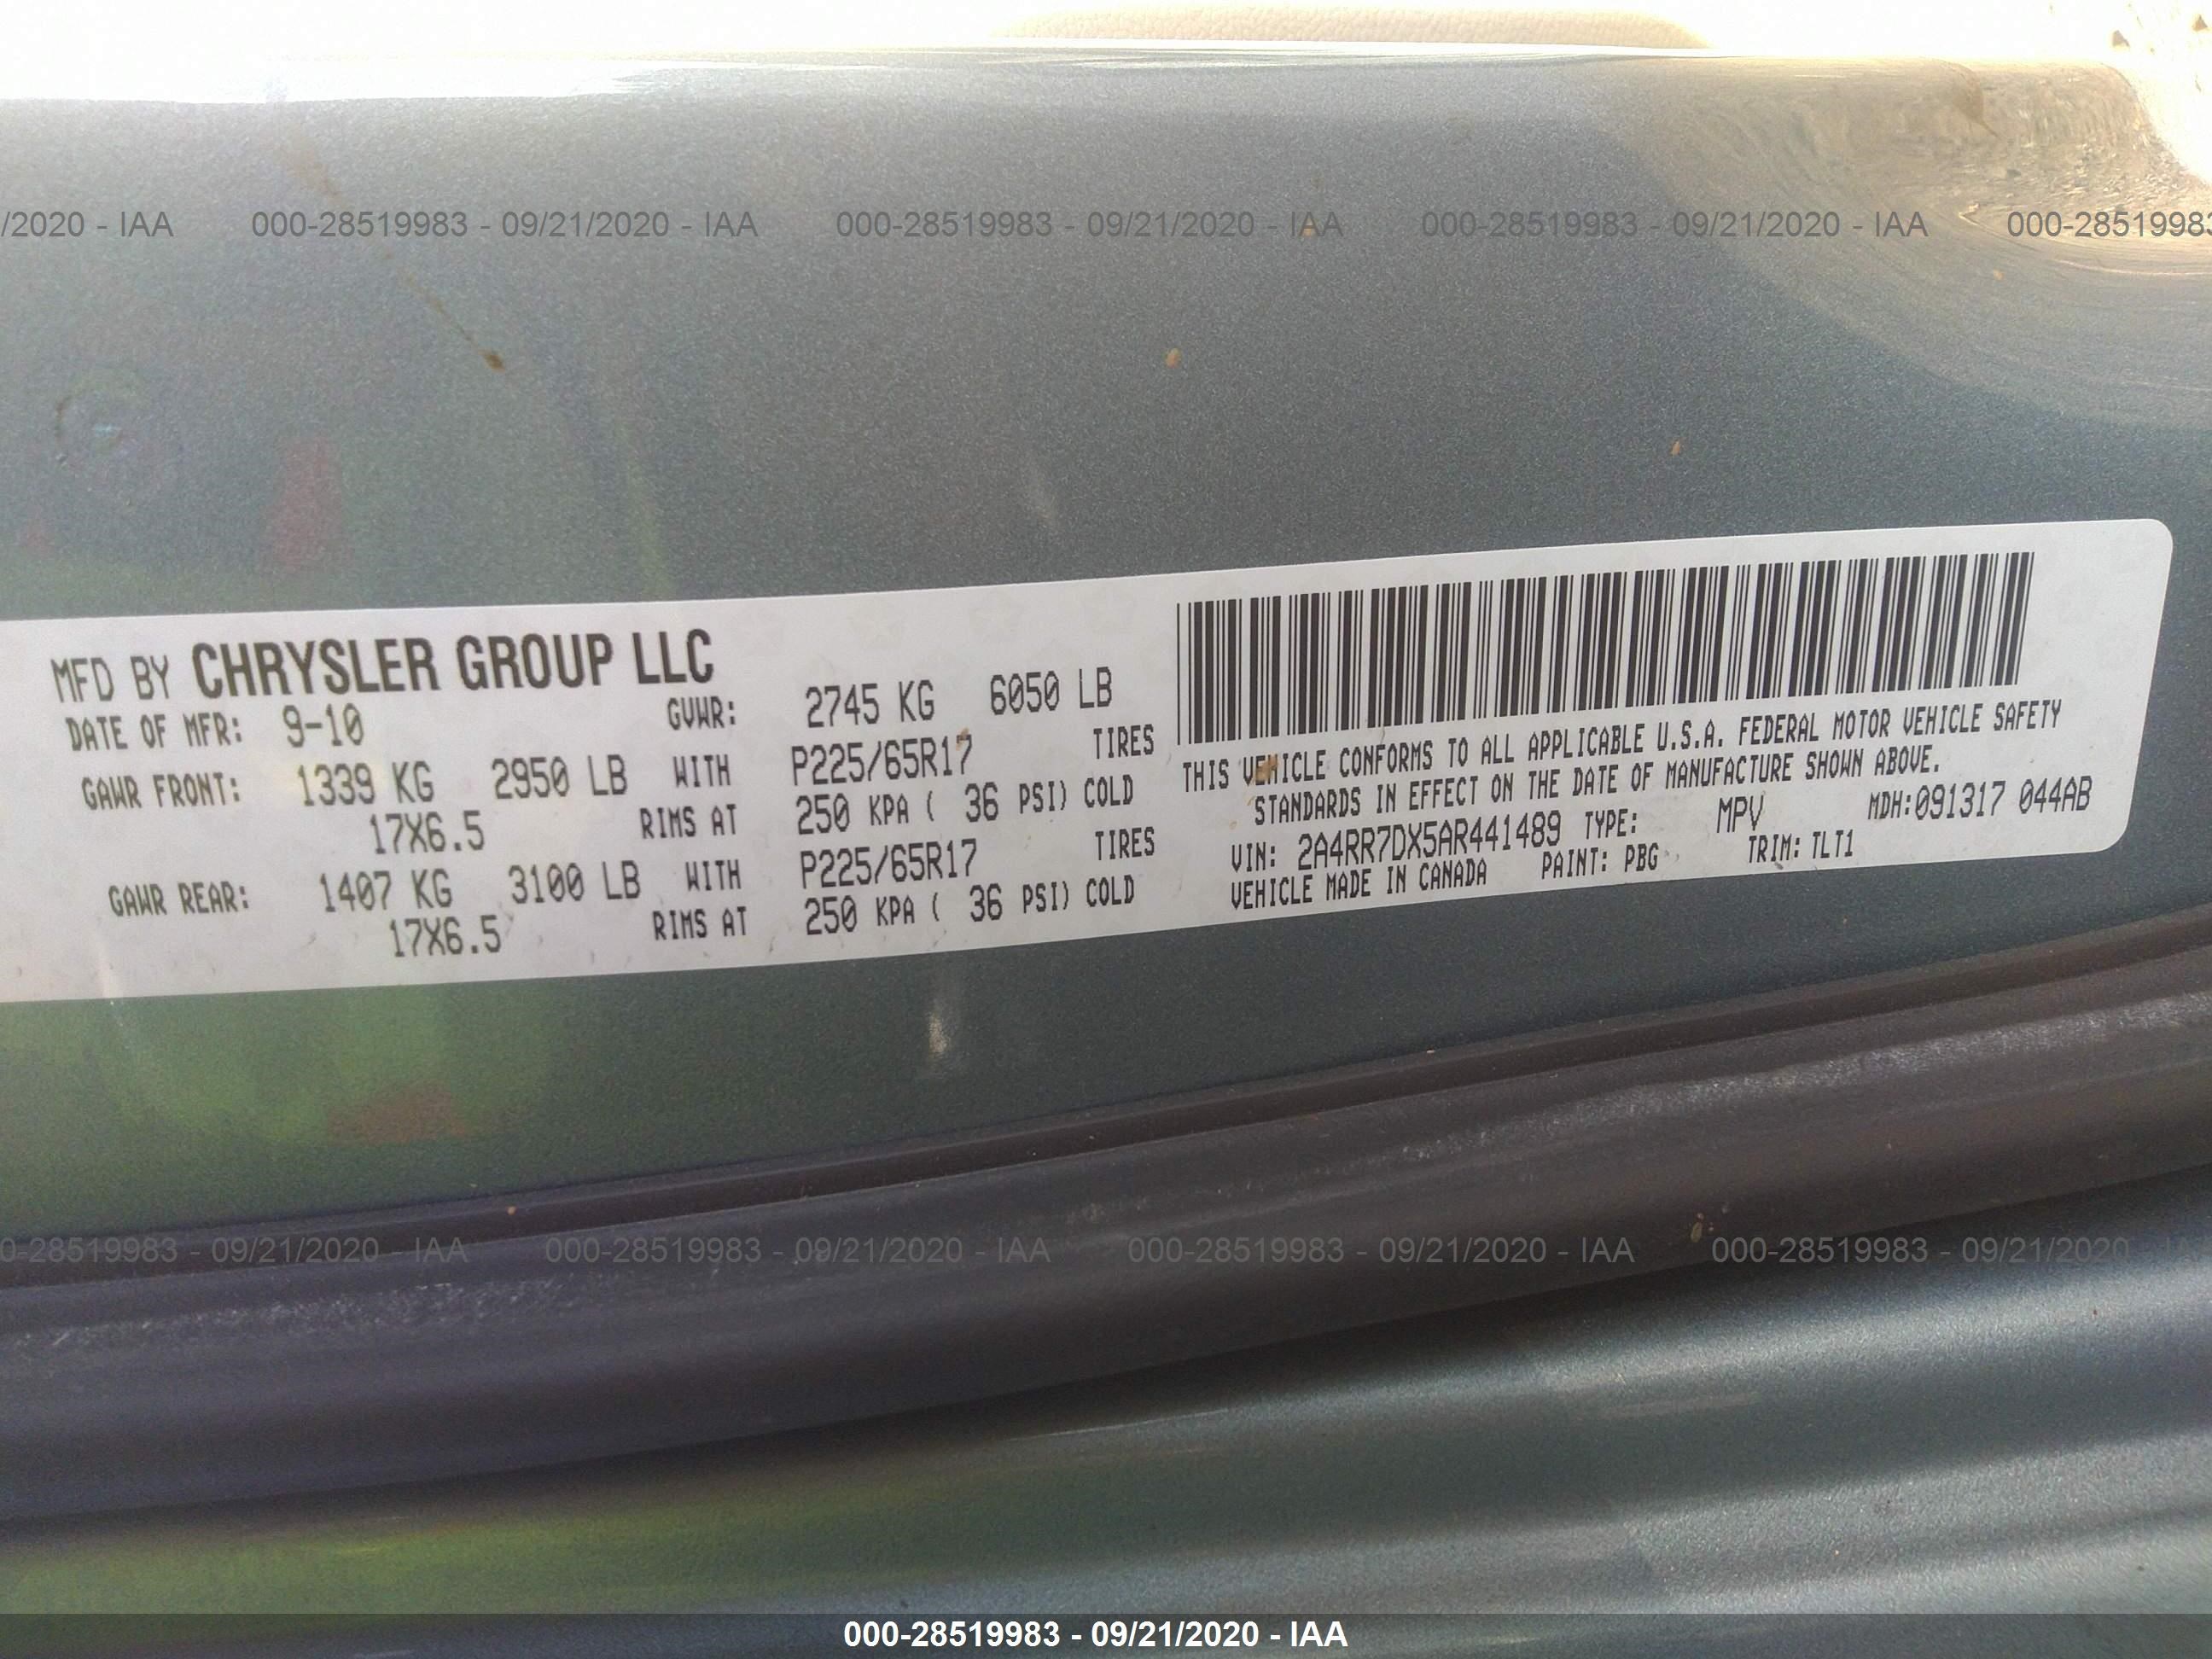 /2020 - IAA 000-28519983 - 09/21/2020 - IAA 000-28519983 - 09/21/2020 - IAA 000-28519983 - 09/21/2020 - IAA 000-28519983
MFD BY CHRYSLER GROUP LLC
DATE OF MFR: 9-10 GVWR: 2745 KG 6050 LB
GAWR FRONT: 1339 KG 2950 LB WITH P225/65R17 TIRES
17X6.5 RIMS AT 250 KPA ( 36 PSI) COLD
GAWR REAR: 1407 KG 3100 LB WITH P225/65R17 TIRES
17X6.5 RIMS AT 250 KPA ( 36 PSI) COLD
THIS VEHICLE CONFORMS TO ALL APPLICABLE U.S.A. FEDERAL MOTOR VEHICLE SAFETY
STANDARDS IN EFFECT ON THE DATE OF MANUFACTURE SHOWN ABOVE.
VIN: 2A4RR7DX5AR441489 TYPE: MPV MDH:091317 044AB
VEHICLE MADE IN CANADA PAINT: PBG TRIM: TLT1
0-28519983 - 09/21/2020 - IAA 000-28519983 - 09/21/2020 - IAA 000-28519983 - 09/21/2020 - IAA 000-28519983 - 09/21/2020 - IA
000-28519983 - 09/21/2020 - IAA